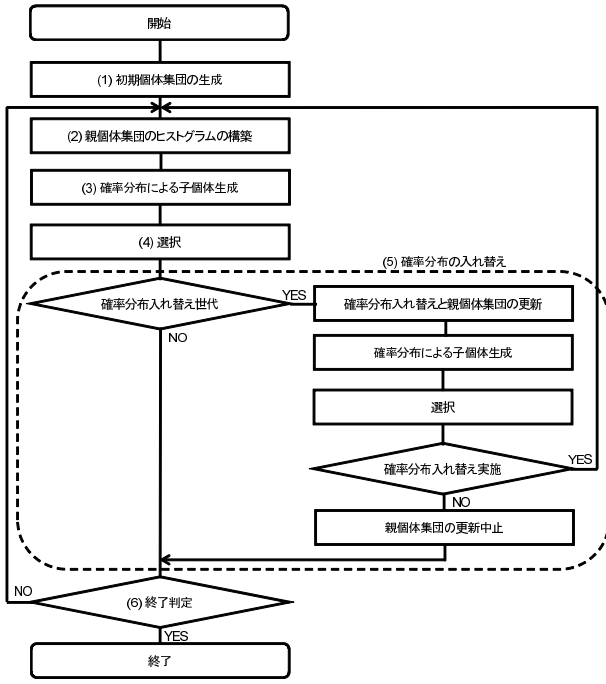 開始
(1) 初期個体集団の生成
(2) 親個体集団のヒストグラムの構築
(3) 確率分布による子個体生成
(4) 選択
(5) 確率分布の入れ替え
確率分布入れ替え世代
YES
NO
確率分布入れ替えと親個体集団の更新
確率分布による子個体生成
選択
確率分布入れ替え実施
YES
NO
親個体集団の更新中止
(6) 終了判定
NO
YES
終了